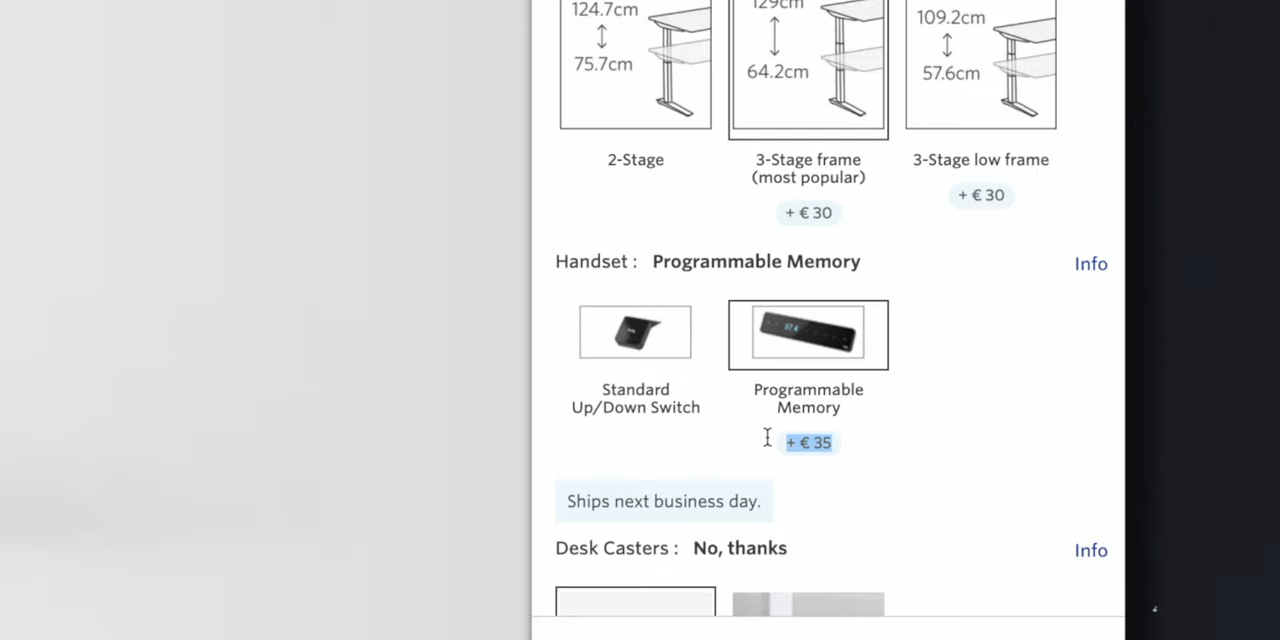 124.7cm
129cm
109.2cm
75.7cm
64.2cm
57.6cm
2-Stage
3-Stage frame
(most popular)
3-Stage low frame
+ € 30
+ € 30
Handset : Programmable Memory
Info
Standard
Up/Down Switch
Programmable
Memory
+ € 35
Ships next business day.
Desk Casters : No, thanks
Info